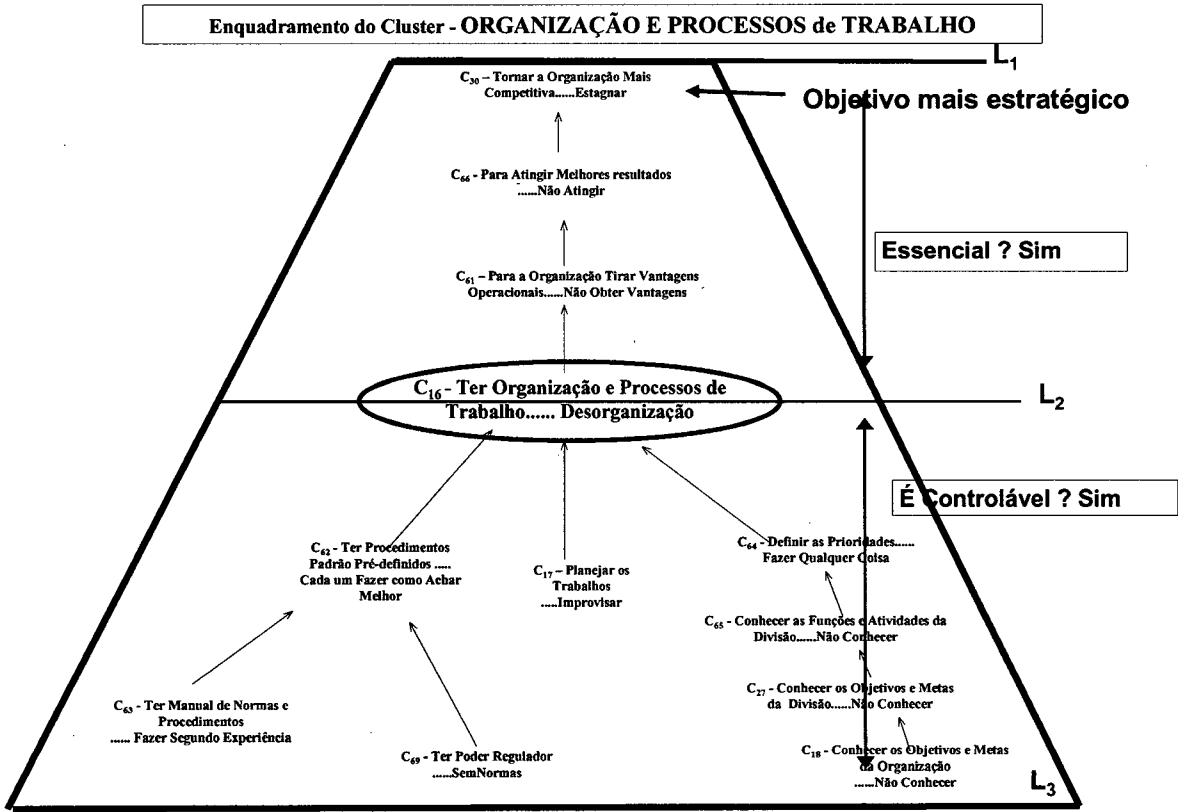 Enquadramento do Cluster - ORGANIZAÇÃO E PROCESSOS de TRABALHO
L1
C30 – Tornar a Organização Mais
Competitiva......Estagnar
Objetivo mais estratégico
C66 - Para Atingir Melhores resultados
......Não Atingir
Essencial ? Sim
C61 – Para a Organização Tirar Vantagens
Operacionais......Não Obter Vantagens
C16 - Ter Organização e Processos de
Trabalho...... Desorganização
L2
É Controlável ? Sim
C62 – Ter Procedimentos
Padrão Pré-definidos .....
Cada um Fazer como Achar
Melhor
C17 – Planejar os
Trabalhos
.....Improvisar
C64 – Definir as Prioridades......
Fazer Qualquer Coisa
C65 - Conhecer as Funções e Atividades da
Divisão......Não Conhecer
C27 - Conhecer os Objetivos e Metas
da Divisão......Não Conhecer
C63 - Ter Manual de Normas e
Procedimentos
...... Fazer Segundo Experiência
C69 - Ter Poder Regulador
......SemNormas
C18 - Conhecer os Objetivos e Metas
da Organização
......Não Conhecer
L3